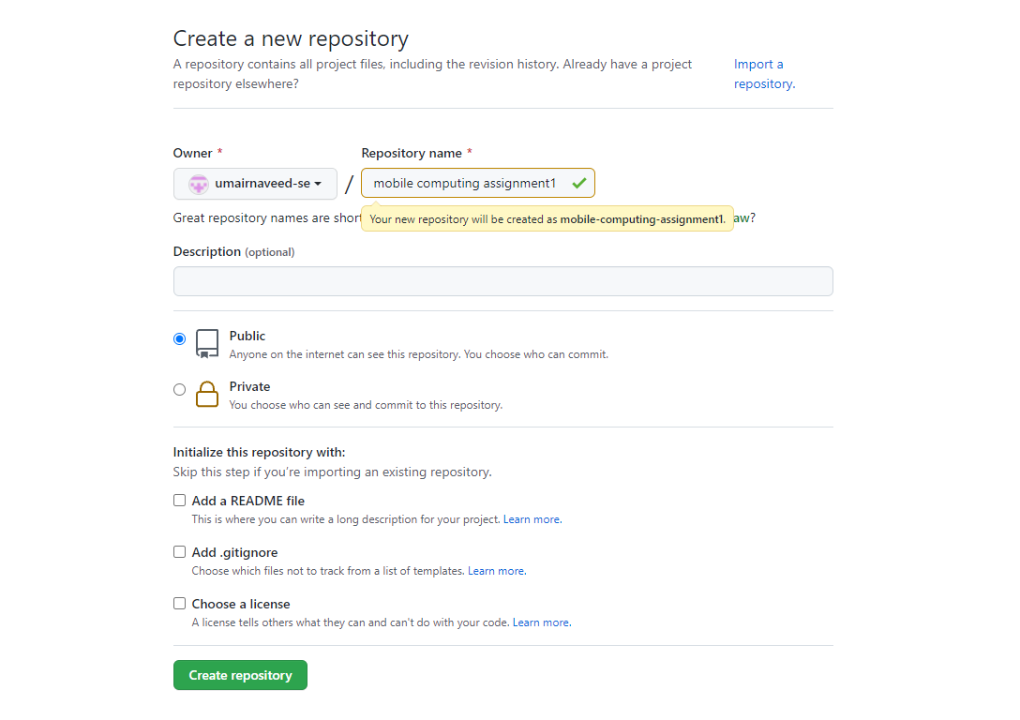 Create a new repository
A repository contains all project files, including the revision history. Already have a project
repository elsewhere?
Import a
repository.
Owner *
Repository name *
umairnaveed-se
/
mobile computing assignment1
Great repository names are short
Your new repository will be created as mobile-computing-assignment1.
aw?
Description (optional)
Public
Anyone on the internet can see this repository. You choose who can commit.
Private
You choose who can see and commit to this repository.
Initialize this repository with:
Skip this step if you're importing an existing repository.
Add a README file
This is where you can write a long description for your project. Learn more.
Add .gitignore
Choose which files not to track from a list of templates. Learn more.
Choose a license
A license tells others what they can and can't do with your code. Learn more.
Create repository